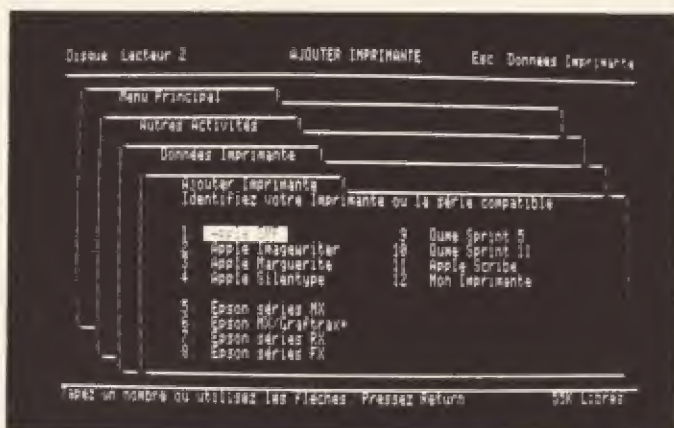 Disque Lecteur 2 AJOUTER IMPRIMANTE Esc Données Imprimante
Menu Principal
Autres Activités
Données Imprimante
Ajouter Imprimante
Identifiez votre Imprimante ou la série compatible
1 Apple DMP 9 Qume Sprint 5
2 Apple Imagewriter 10 Qume Sprint 11
3 Apple Marguerite 11 Apple Scribe
4 Apple Silentype 12 Mon Imprimante
5 Epson séries MX
6 Epson MX/Graftrax+
7 Epson séries RX
8 Epson séries FX
Tapez un nombre ou utilisez les Flèches Pressez Return 55K Libres